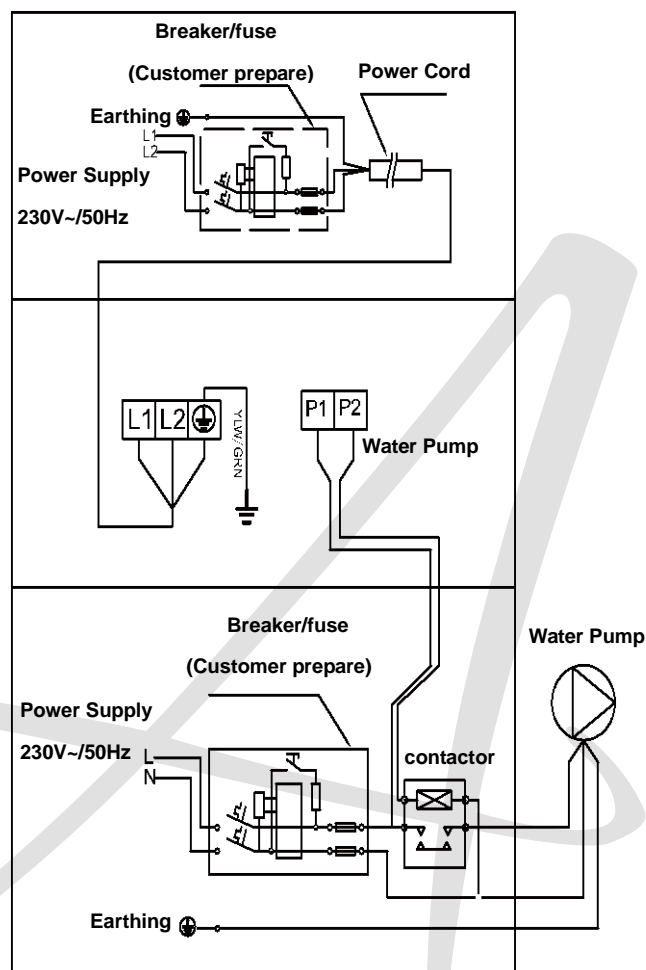 Breaker/fuse
(Customer prepare)
Power Cord
Earthing
L1
L2
Power Supply
230V~/50Hz
L1 L2
YLW/GRN
P1 P2
Water Pump
Breaker/fuse
(Customer prepare)
Water Pump
Power Supply
230V~/50Hz
L
N
contactor
Earthing